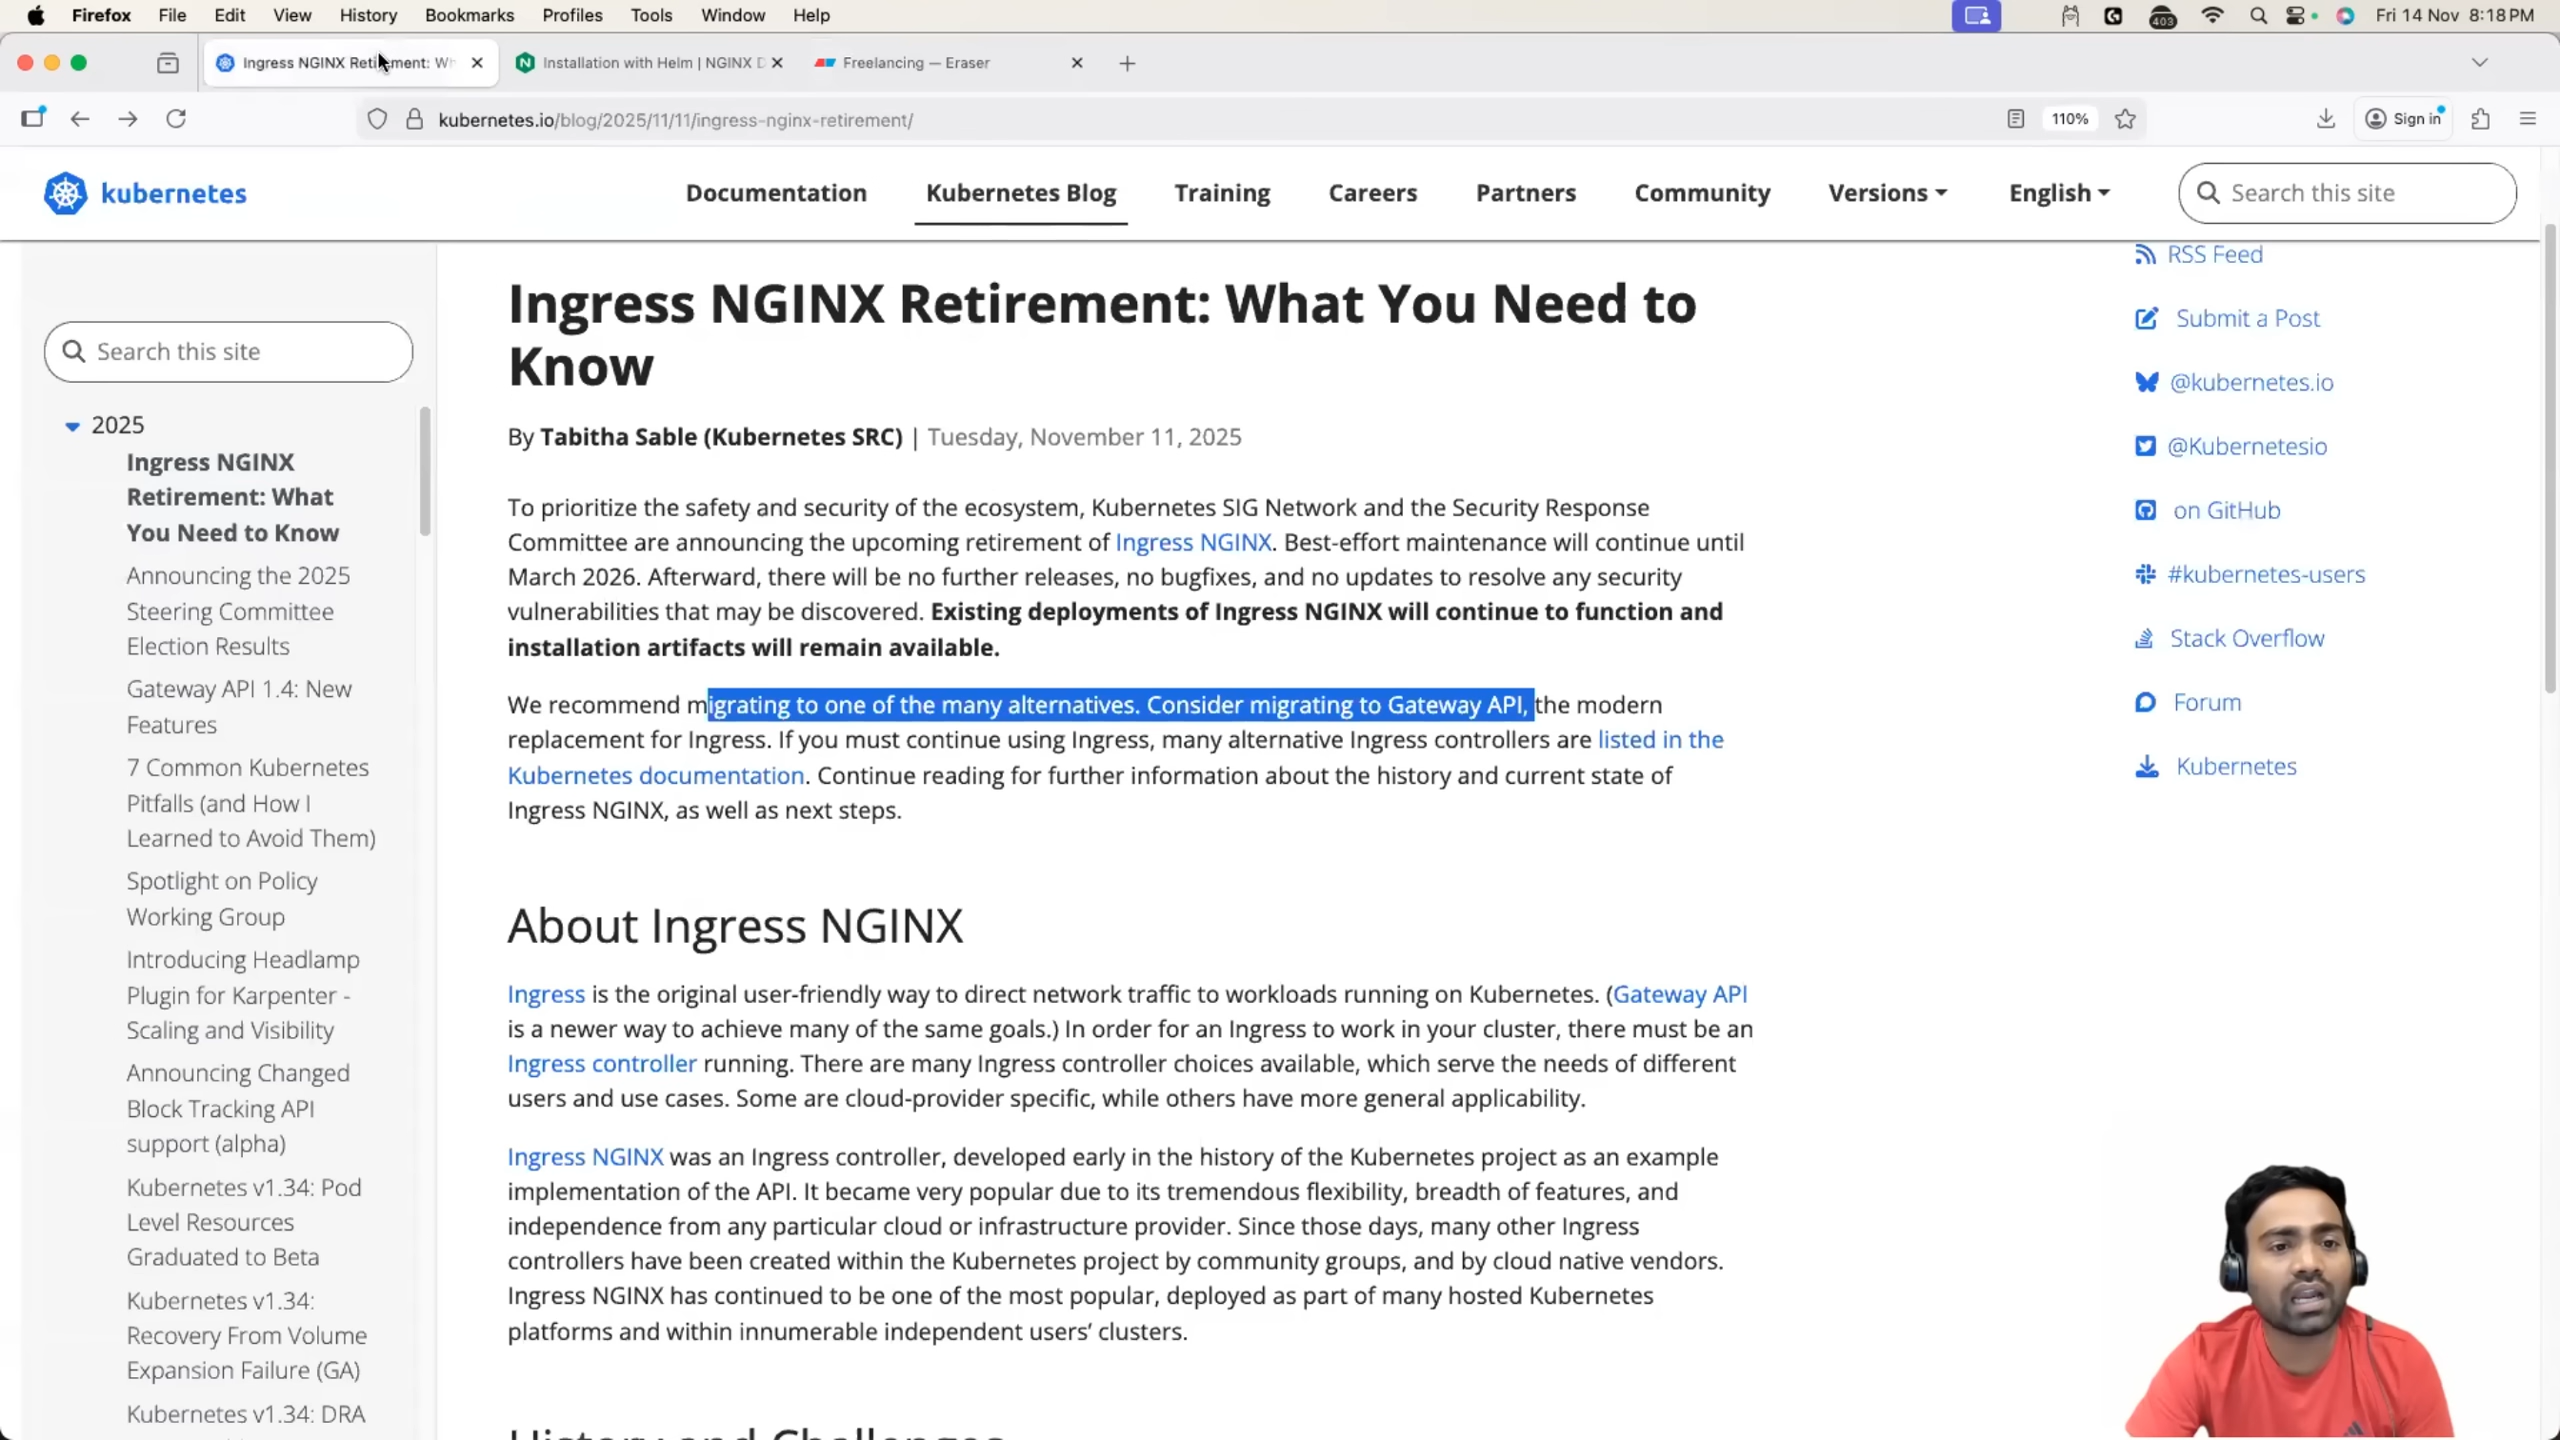 Firefox File Edit View History Bookmarks Profiles Tools Window Help
403 Fri 14 Nov 8:18 PM
Ingress NGINX Retirement: Wh
Installation with Helm | NGINX D
Freelancing — Eraser
kubernetes.io/blog/2025/11/11/ingress-nginx-retirement/
110%
Sign in
kubernetes
Documentation Kubernetes Blog Training Careers Partners Community Versions English
Search this site
Search this site
2025
Ingress NGINX
Retirement: What
You Need to Know
Announcing the 2025
Steering Committee
Election Results
Gateway API 1.4: New
Features
7 Common Kubernetes
Pitfalls (and How I
Learned to Avoid Them)
Spotlight on Policy
Working Group
Introducing Headlamp
Plugin for Karpenter -
Scaling and Visibility
Announcing Changed
Block Tracking API
support (alpha)
Kubernetes v1.34: Pod
Level Resources
Graduated to Beta
Kubernetes v1.34:
Recovery From Volume
Expansion Failure (GA)
Kubernetes v1.34: DRA
Ingress NGINX Retirement: What You Need to
Know
By Tabitha Sable (Kubernetes SRC) | Tuesday, November 11, 2025
To prioritize the safety and security of the ecosystem, Kubernetes SIG Network and the Security Response
Committee are announcing the upcoming retirement of Ingress NGINX. Best-effort maintenance will continue until
March 2026. Afterward, there will be no further releases, no bugfixes, and no updates to resolve any security
vulnerabilities that may be discovered. Existing deployments of Ingress NGINX will continue to function and
installation artifacts will remain available.
We recommend migrating to one of the many alternatives. Consider migrating to Gateway API, the modern
replacement for Ingress. If you must continue using Ingress, many alternative Ingress controllers are listed in the
Kubernetes documentation. Continue reading for further information about the history and current state of
Ingress NGINX, as well as next steps.
About Ingress NGINX
Ingress is the original user-friendly way to direct network traffic to workloads running on Kubernetes. (Gateway API
is a newer way to achieve many of the same goals.) In order for an Ingress to work in your cluster, there must be an
Ingress controller running. There are many Ingress controller choices available, which serve the needs of different
users and use cases. Some are cloud-provider specific, while others have more general applicability.
Ingress NGINX was an Ingress controller, developed early in the history of the Kubernetes project as an example
implementation of the API. It became very popular due to its tremendous flexibility, breadth of features, and
independence from any particular cloud or infrastructure provider. Since those days, many other Ingress
controllers have been created within the Kubernetes project by community groups, and by cloud native vendors.
Ingress NGINX has continued to be one of the most popular, deployed as part of many hosted Kubernetes
platforms and within innumerable independent users’ clusters.
History and Challenges
RSS Feed
Submit a Post
@kubernetes.io
@Kubernetesio
on GitHub
#kubernetes-users
Stack Overflow
Forum
Kubernetes